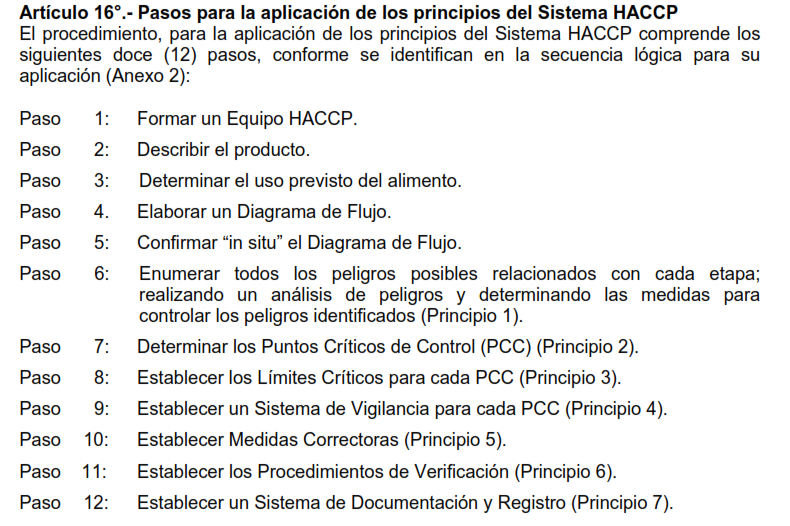 Artículo 16°.- Pasos para la aplicación de los principios del Sistema HACCP
El procedimiento, para la aplicación de los principios del Sistema HACCP comprende los
siguientes doce (12) pasos, conforme se identifican en la secuencia lógica para su
aplicación (Anexo 2):
Paso 1: Formar un Equipo HACCP.
Paso 2: Describir el producto.
Paso 3: Determinar el uso previsto del alimento.
Paso 4. Elaborar un Diagrama de Flujo.
Paso 5: Confirmar “in situ” el Diagrama de Flujo.
Paso 6: Enumerar todos los peligros posibles relacionados con cada etapa;
realizando un análisis de peligros y determinando las medidas para
controlar los peligros identificados (Principio 1).
Paso 7: Determinar los Puntos Críticos de Control (PCC) (Principio 2).
Paso 8: Establecer los Límites Críticos para cada PCC (Principio 3).
Paso 9: Establecer un Sistema de Vigilancia para cada PCC (Principio 4).
Paso 10: Establecer Medidas Correctoras (Principio 5).
Paso 11: Establecer los Procedimientos de Verificación (Principio 6).
Paso 12: Establecer un Sistema de Documentación y Registro (Principio 7).